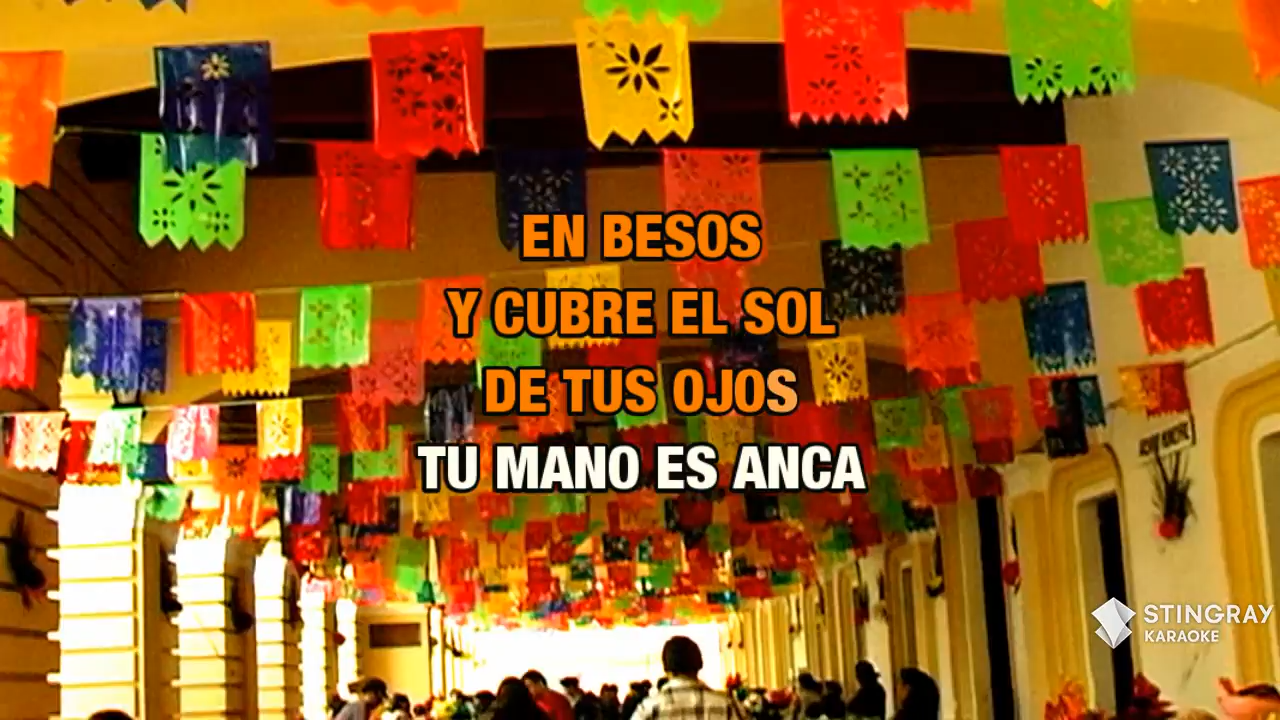 EN BESOS
Y CUBRE EL SOL
DE TUS OJOS
TU MANO ES ANCA
STINGRAY
KARAOKE